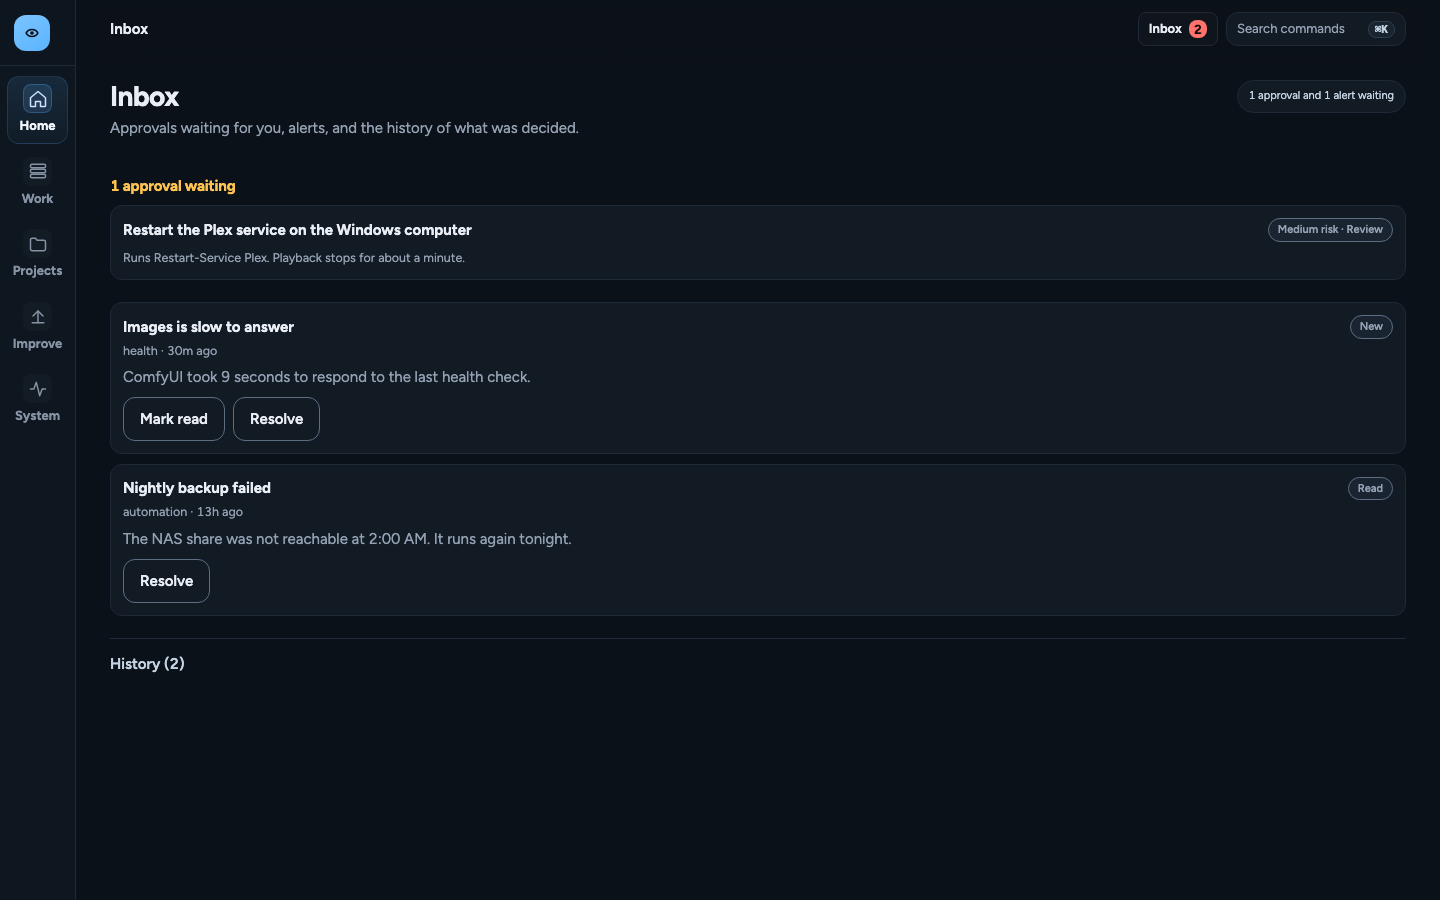 Inbox
Inbox 2
Search commands ⌘K
Home
Work
Projects
Improve
System
Inbox
1 approval and 1 alert waiting
Approvals waiting for you, alerts, and the history of what was decided.
1 approval waiting
Restart the Plex service on the Windows computer
Medium risk · Review
Runs Restart-Service Plex. Playback stops for about a minute.
Images is slow to answer
New
health · 30m ago
ComfyUI took 9 seconds to respond to the last health check.
Mark read
Resolve
Nightly backup failed
Read
automation · 13h ago
The NAS share was not reachable at 2:00 AM. It runs again tonight.
Resolve
History (2)